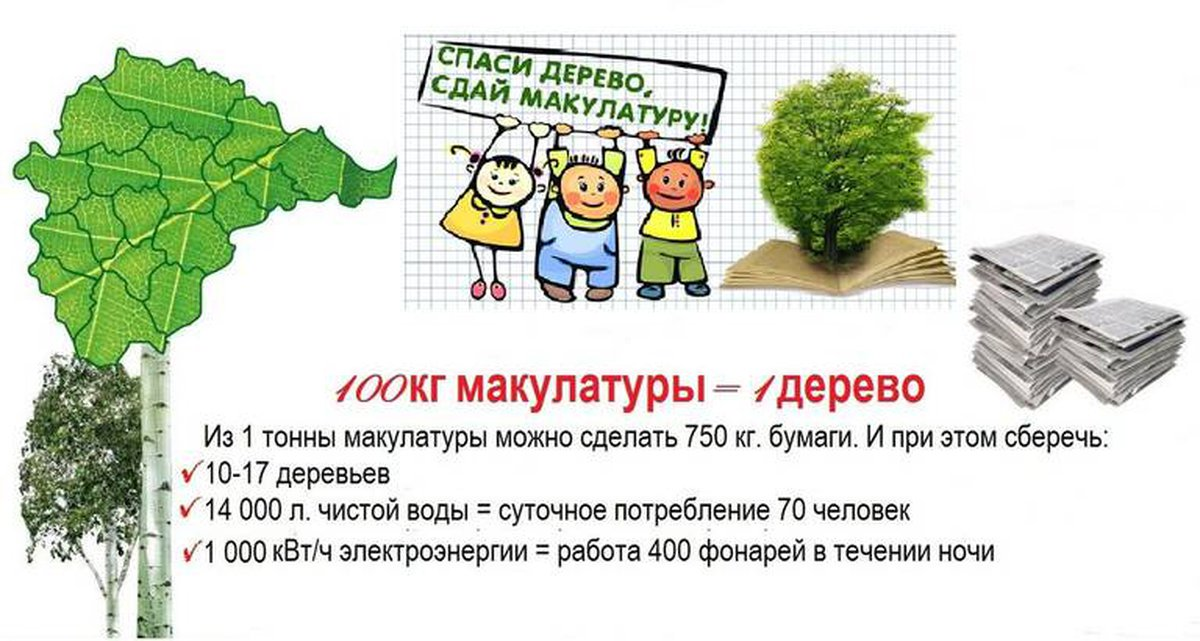 СПАСИ ДЕРЕВО,
СДАЙ МАКУЛАТУРУ!
100кг макулатуры = 1 дерево
Из 1 тонны макулатуры можно сделать 750 кг. бумаги. И при этом сберечь:
✓10-17 деревьев
✓14 000 л. чистой воды = суточное потребление 70 человек
✓1 000 кВт/ч электроэнергии = работа 400 фонарей в течении ночи